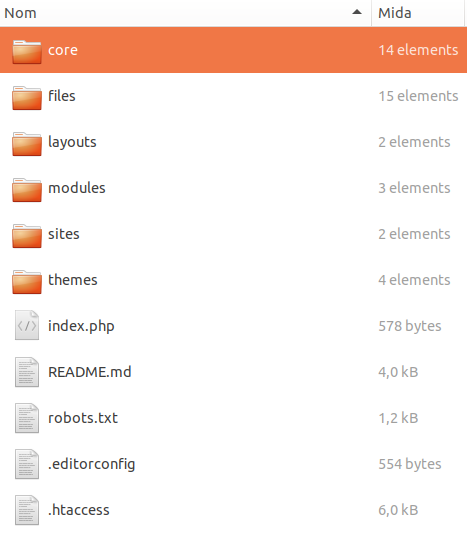 Nom Mida
core 14 elements
files 15 elements
layouts 2 elements
modules 3 elements
sites 2 elements
themes 4 elements
index.php 578 bytes
README.md 4,0 kB
robots.txt 1,2 kB
.editorconfig 554 bytes
.htaccess 6,0 kB